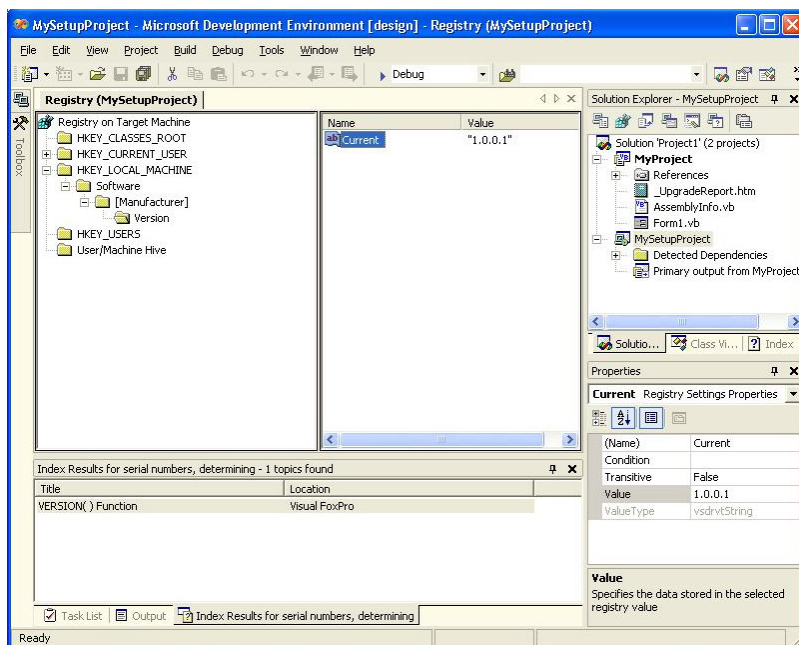 MySetupProject - Microsoft Development Environment [design] - Registry (MySetupProject)
File Edit View Project Build Debug Tools Window Help
Debug
Toolbox
Registry (MySetupProject)
Registry on Target Machine
HKEY_CLASSES_ROOT
HKEY_CURRENT_USER
HKEY_LOCAL_MACHINE
Software
[Manufacturer]
Version
HKEY_USERS
User/Machine Hive
Name Value
Current "1.0.0.1"
Solution Explorer - MySetupProject
Solution 'Project1' (2 projects)
MyProject
References
_UpgradeReport.htm
AssemblyInfo.vb
Form1.vb
MySetupProject
Detected Dependencies
Primary output from MyProject
Solutio... Class Vi... Index
Properties
Current Registry Settings Properties
(Name) Current
Condition
Transitive False
Value 1.0.0.1
ValueType vsdrvtString
Value
Specifies the data stored in the selected
registry value
Index Results for serial numbers, determining - 1 topics found
Title Location
VERSION( ) Function Visual FoxPro
Task List Output Index Results for serial numbers, determining
Ready